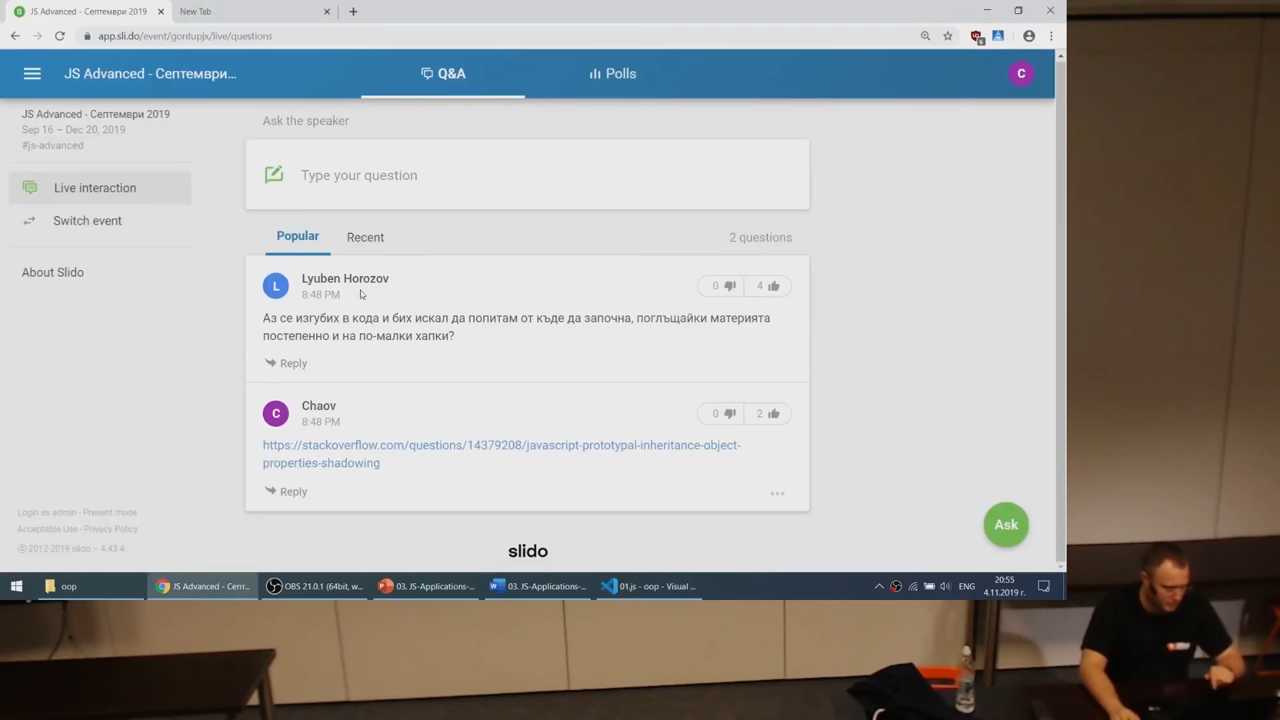 JS Advanced - Септември 2019
New Tab
app.sli.do/event/gontupjx/live/questions
JS Advanced - Септември...
Q&A
Polls
C
JS Advanced - Септември 2019
Sep 16 – Dec 20, 2019
#js-advanced
Live interaction
Switch event
About Slido
Ask the speaker
Type your question
Popular
Recent
2 questions
L
Lyuben Horozov
8:48 PM
0
4
Аз се изгубих в кода и бих искал да попитам от къде да започна, поглъщайки материята
постепенно и на по-малки хапки?
Reply
C
Chaov
8:48 PM
0
2
https://stackoverflow.com/questions/14379208/javascript-prototypal-inheritance-object-
properties-shadowing
Reply
Login as admin - Present mode
Acceptable Use - Privacy Policy
© 2012-2019 slido – 4.43.4
slido
Ask
oop
JS Advanced - Септ...
OBS 21.0.1 (64bit, w...
03. JS-Applications-...
03. JS-Applications-...
01.js - oop - Visual ...
ЕНГ
20:55
4.11.2019 г.